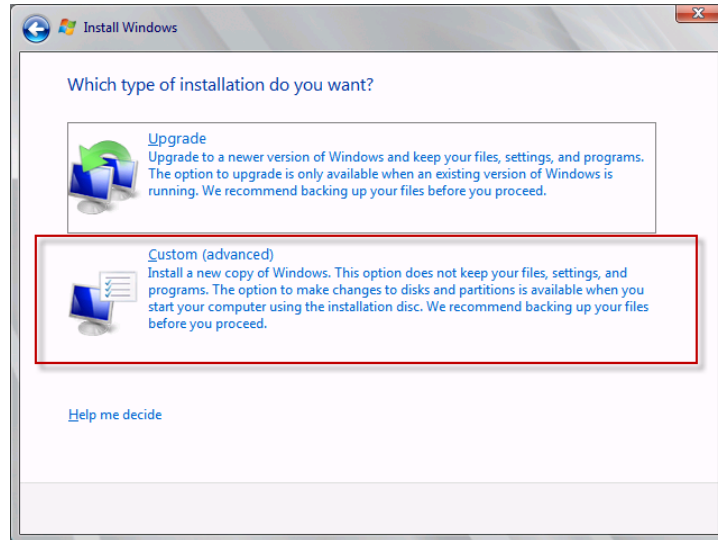 Install Windows
Which type of installation do you want?
Upgrade
Upgrade to a newer version of Windows and keep your files, settings, and programs.
The option to upgrade is only available when an existing version of Windows is
running. We recommend backing up your files before you proceed.
Custom (advanced)
Install a new copy of Windows. This option does not keep your files, settings, and
programs. The option to make changes to disks and partitions is available when you
start your computer using the installation disc. We recommend backing up your files
before you proceed.
Help me decide